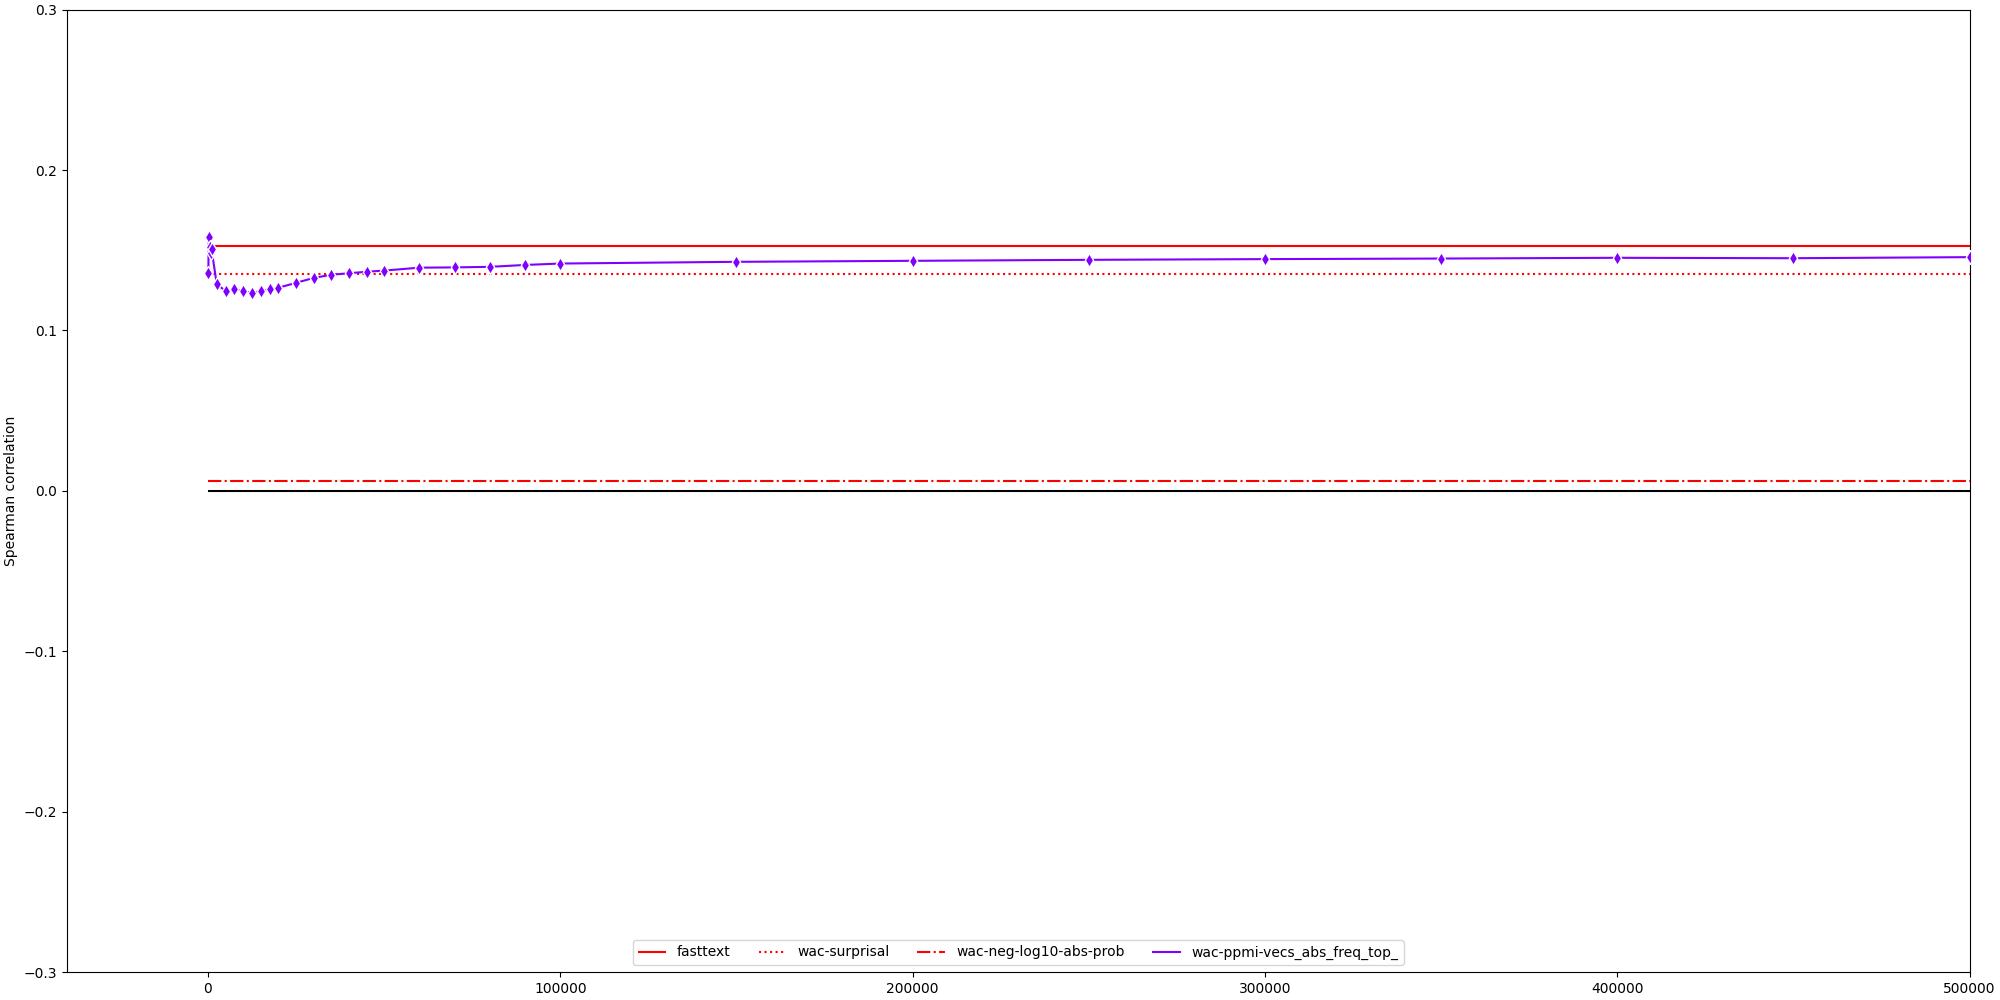 0.3
0.2
0.1
0.0
−0.1
−0.2
−0.3
Spearman correlation
fasttext wac-surprisal wac-neg-log10-abs-prob wac-ppmi-vecs_abs_freq_top_
0 100000 200000 300000 400000 500000